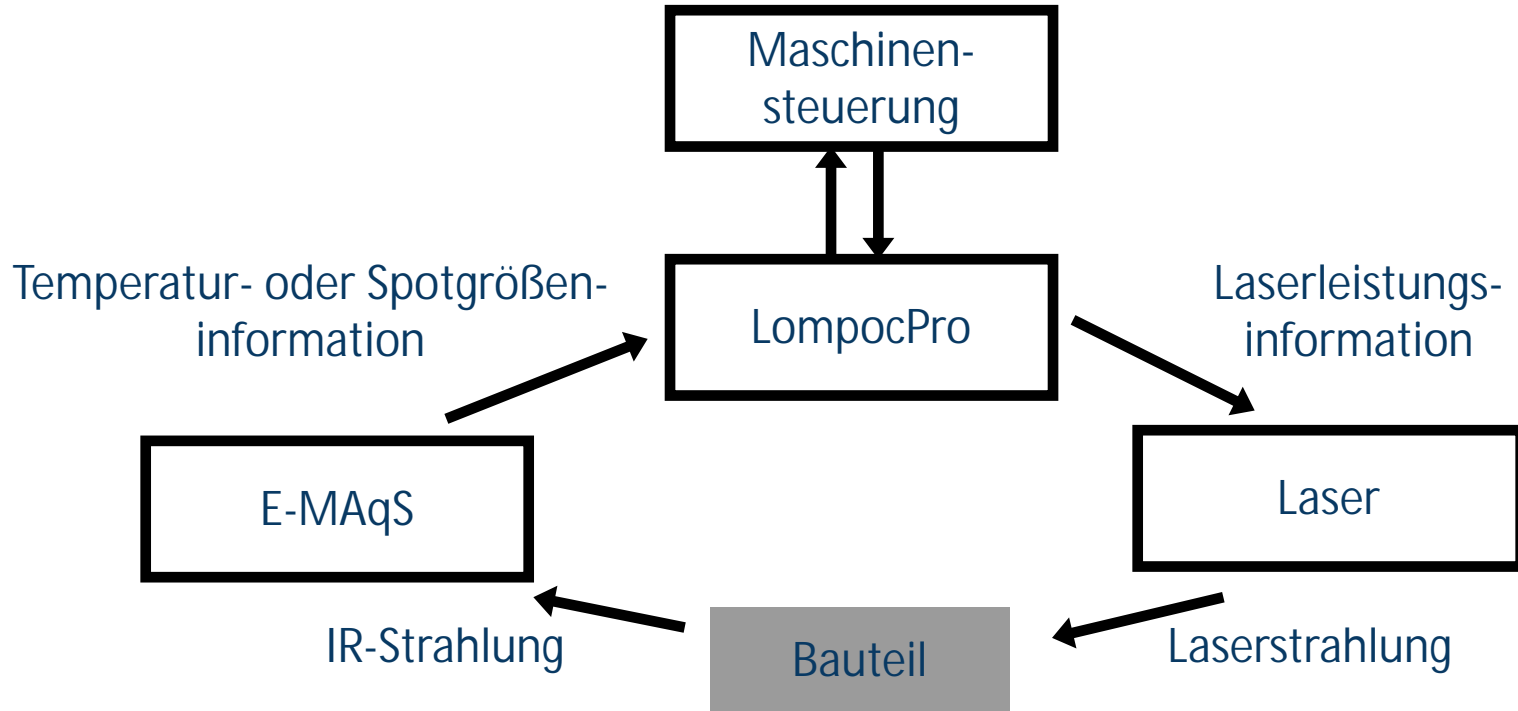 Maschinen-
steuerung
Temperatur- oder Spotgrößen-
information
LompocPro
Laserleistungs-
information
E-MAqS
Laser
IR-Strahlung
Bauteil
Laserstrahlung